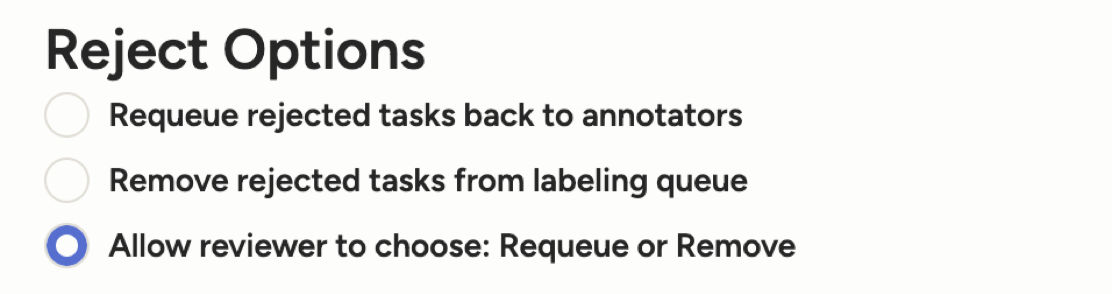 Reject Options
Requeue rejected tasks back to annotators
Remove rejected tasks from labeling queue
Allow reviewer to choose: Requeue or Remove